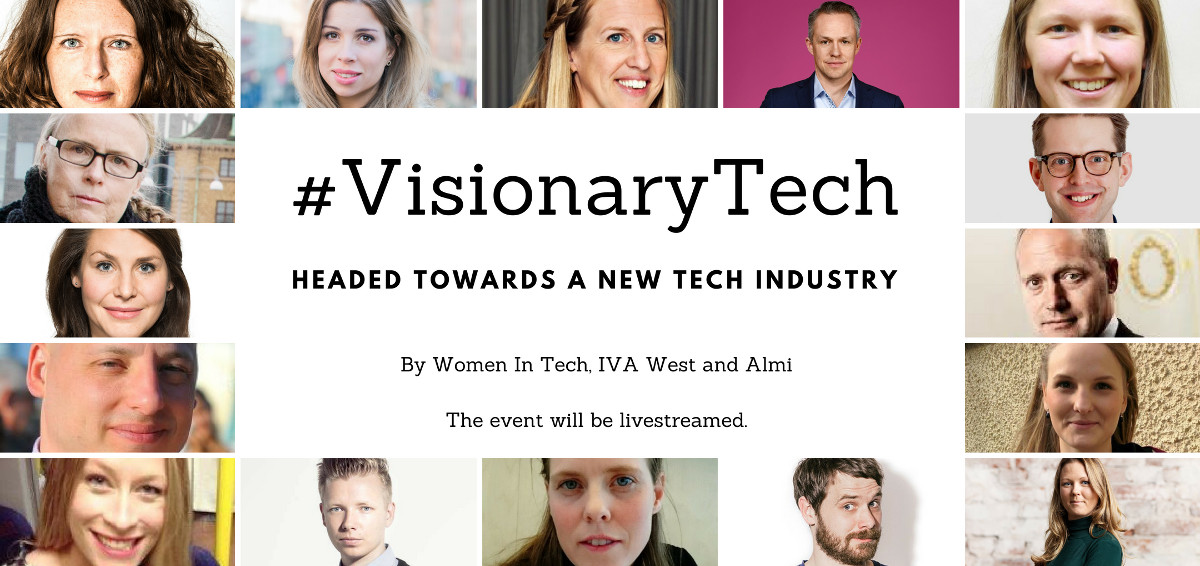 #VisionaryTech
HEADED TOWARDS A NEW TECH INDUSTRY
By Women In Tech, IVA West and Almi
The event will be livestreamed.